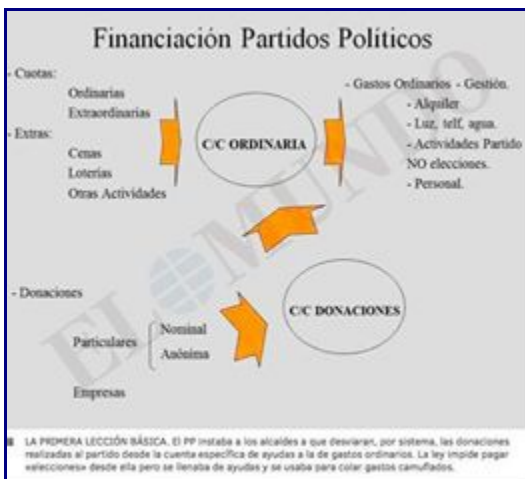 Financiación Partidos Políticos
- Cuotas:
Ordinarias
Extraordinarias
- Extras:
Cenas
Loterías
Otras Actividades
C/C ORDINARIA
- Gastos Ordinarios - Gestión.
- Alquiler
- Luz, telf, agua.
- Actividades Partido
NO elecciones.
- Personal.
- Donaciones
Particulares
Nominal
Anónima
Empresas
C/C DONACIONES
EL MUNDO
LA PRIMERA LECCIÓN BÁSICA. El PP instaba a los alcaldes a que desviaran, por sistema, las donaciones
realizadas al partido desde la cuenta específica de ayudas a la de gastos ordinarios. La ley impide pagar
«elecciones» desde ella pero se llenaba de ayudas y se usaba para colar gastos camuflados.